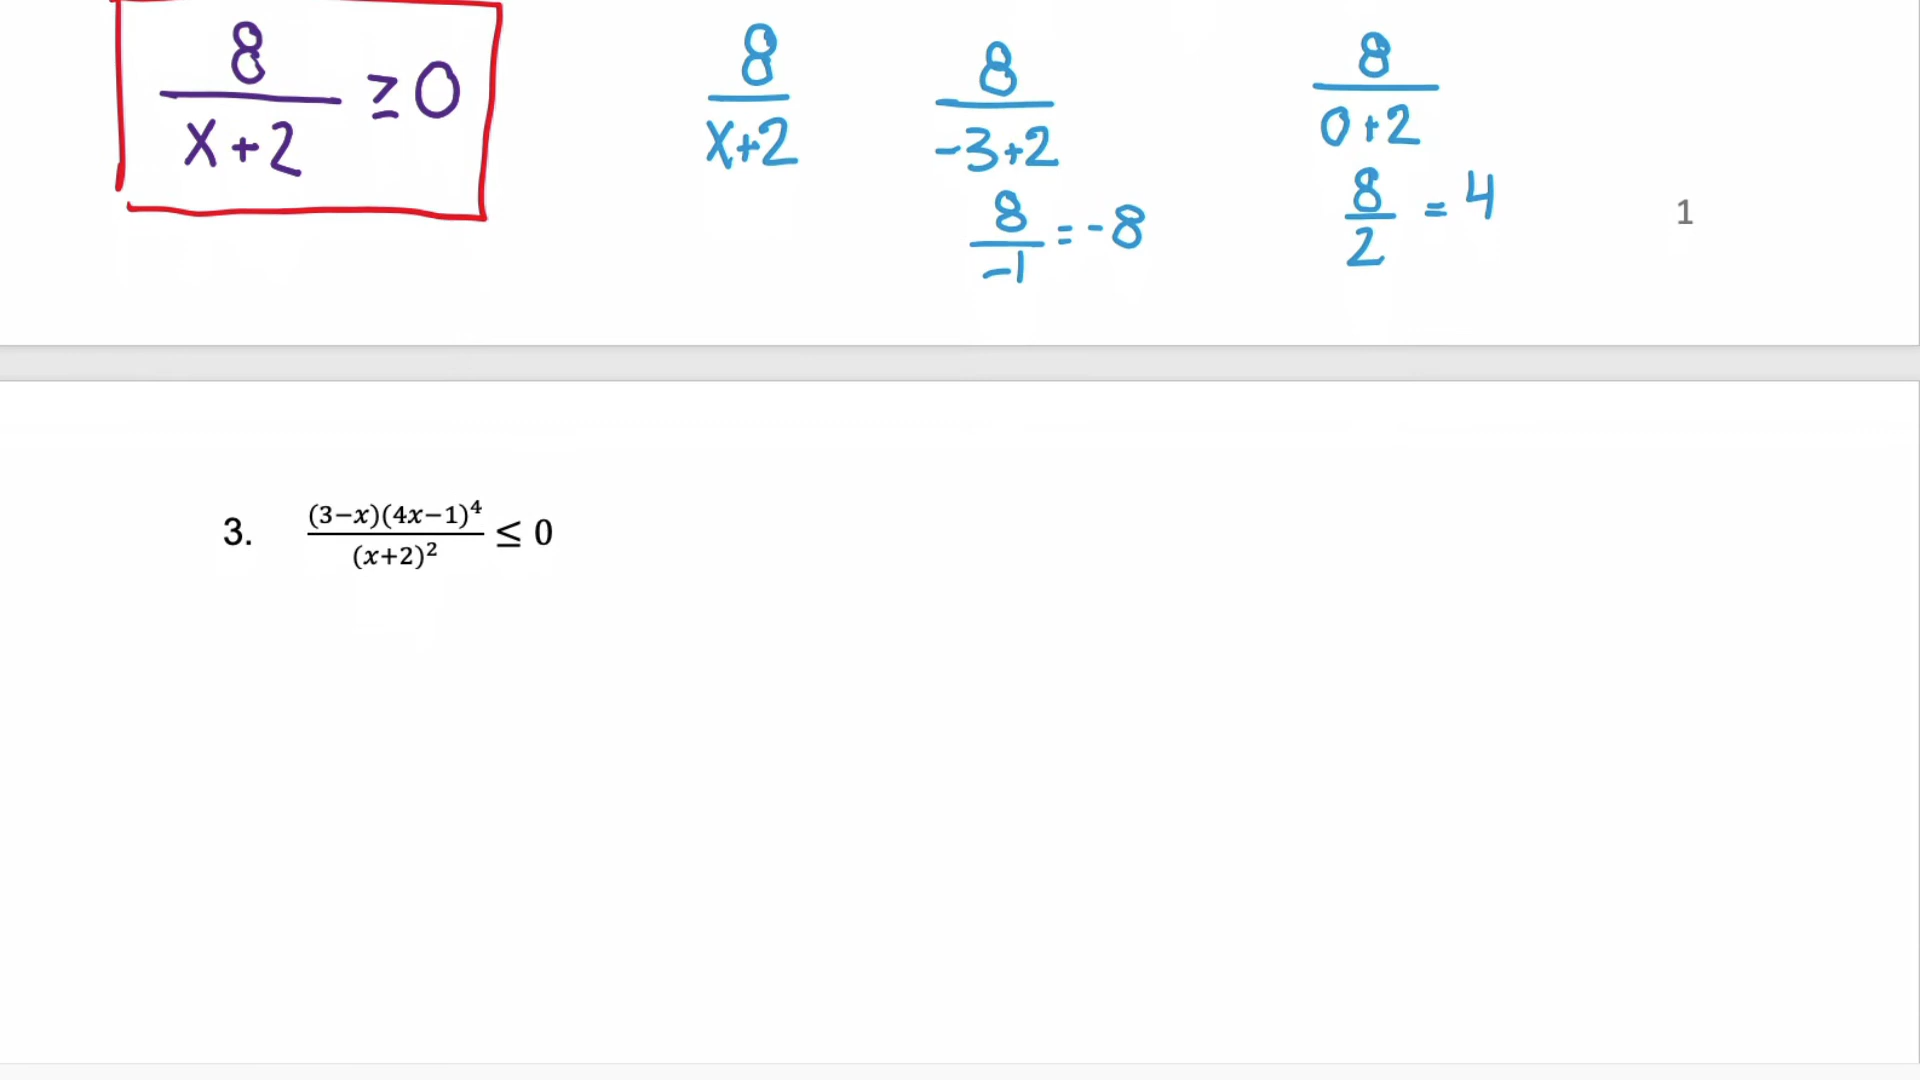 8/(x+2) ≥ 0
8/(x+2)
8/(-3+2)
8/(-1) = -8
8/(0+2)
8/2 = 4
1
3. (3−x)(4x−1)⁴/(x+2)² ≤ 0